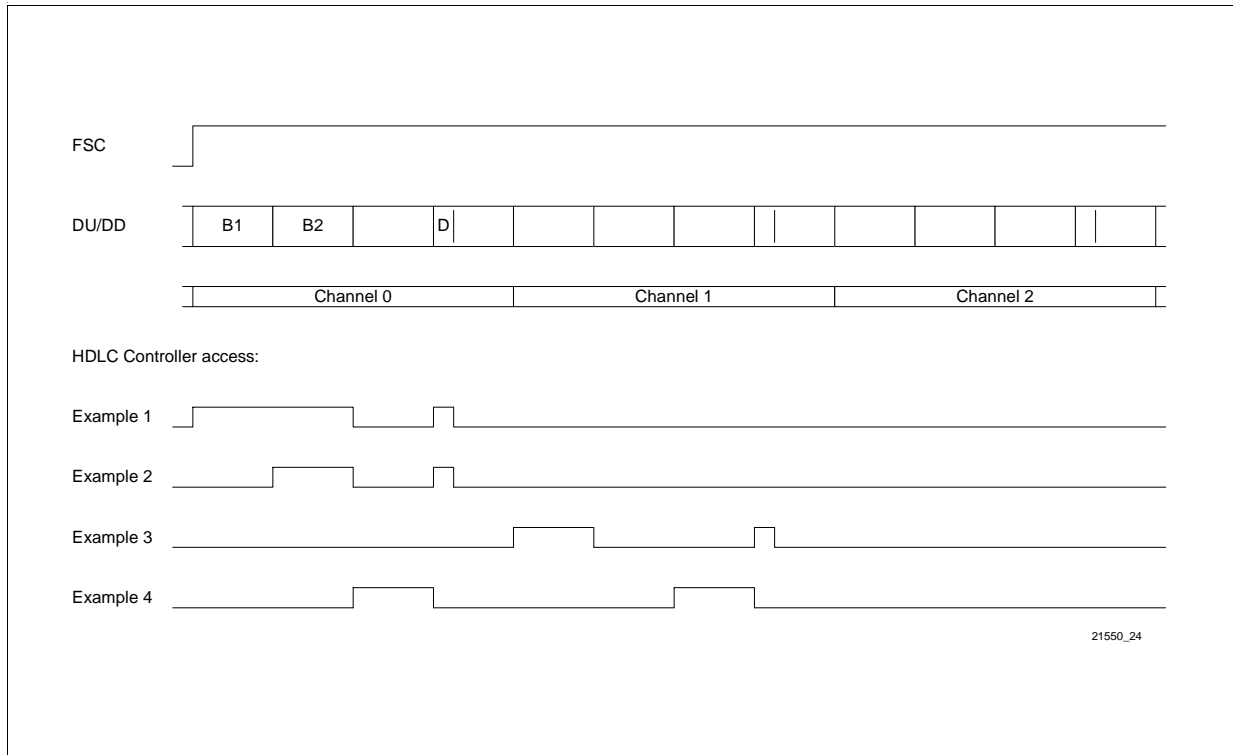 FSC
DU/DD B1 B2 D
Channel 0 Channel 1 Channel 2
HDLC Controller access:
Example 1
Example 2
Example 3
Example 4
21550_24